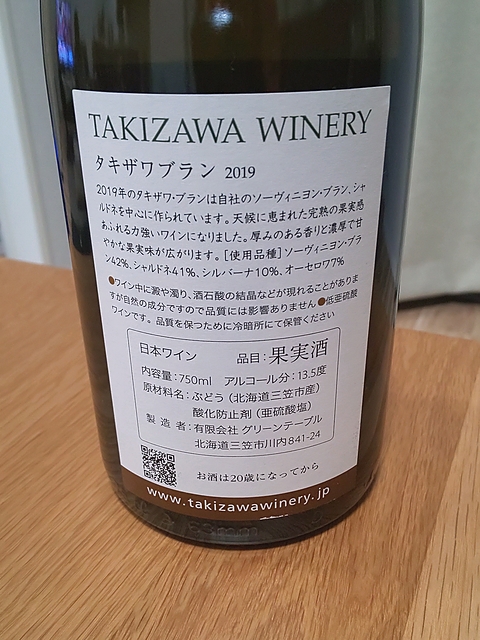 TAKIZAWA WINERY
タキザワブラン 2019
2019年のタキザワ・ブランは自社のソーヴィニヨン・ブラン、シャ
ルドネを中心に作られています。天候に恵まれた完熟の果実感
あふれる力強いワインになりました。厚みのある香りと濃厚で甘
やかな果実味が広がります。[使用品種]ソーヴィニヨン・ブラ
ン42%、シャルドネ41%、シルバーナ10%、オーセロワ7%
●ワイン中に澱や濁り、酒石酸の結晶などが現れることがありま
すが自然の成分ですので品質には影響ありません●低亜硫酸
ワインです。品質を保つために冷暗所にて保管ください
日本ワイン 品目:果実酒
内容量:750ml アルコール分:13.5度
原材料名:ぶどう(北海道三笠市産)
酸化防止剤(亜硫酸塩)
製造者:有限会社 グリーンテーブル
北海道三笠市川内841-24
お酒は20歳になってから
www.takizawawinery.jp